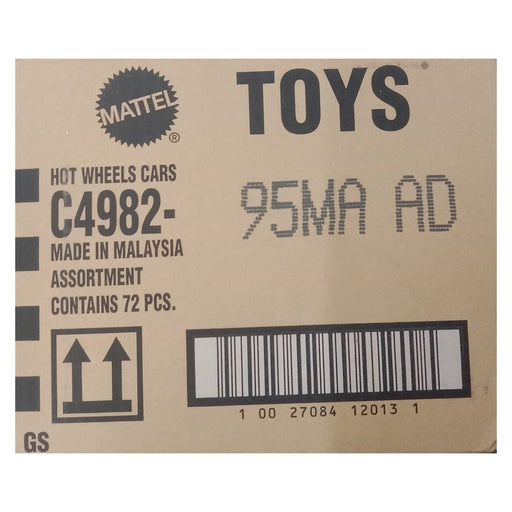 MATTEL
®
TOYS
HOT WHEELS CARS
C4982-
95MA AD
MADE IN MALAYSIA
ASSORTMENT
CONTAINS 72 PCS.
1 00 27084 12013 1
GS